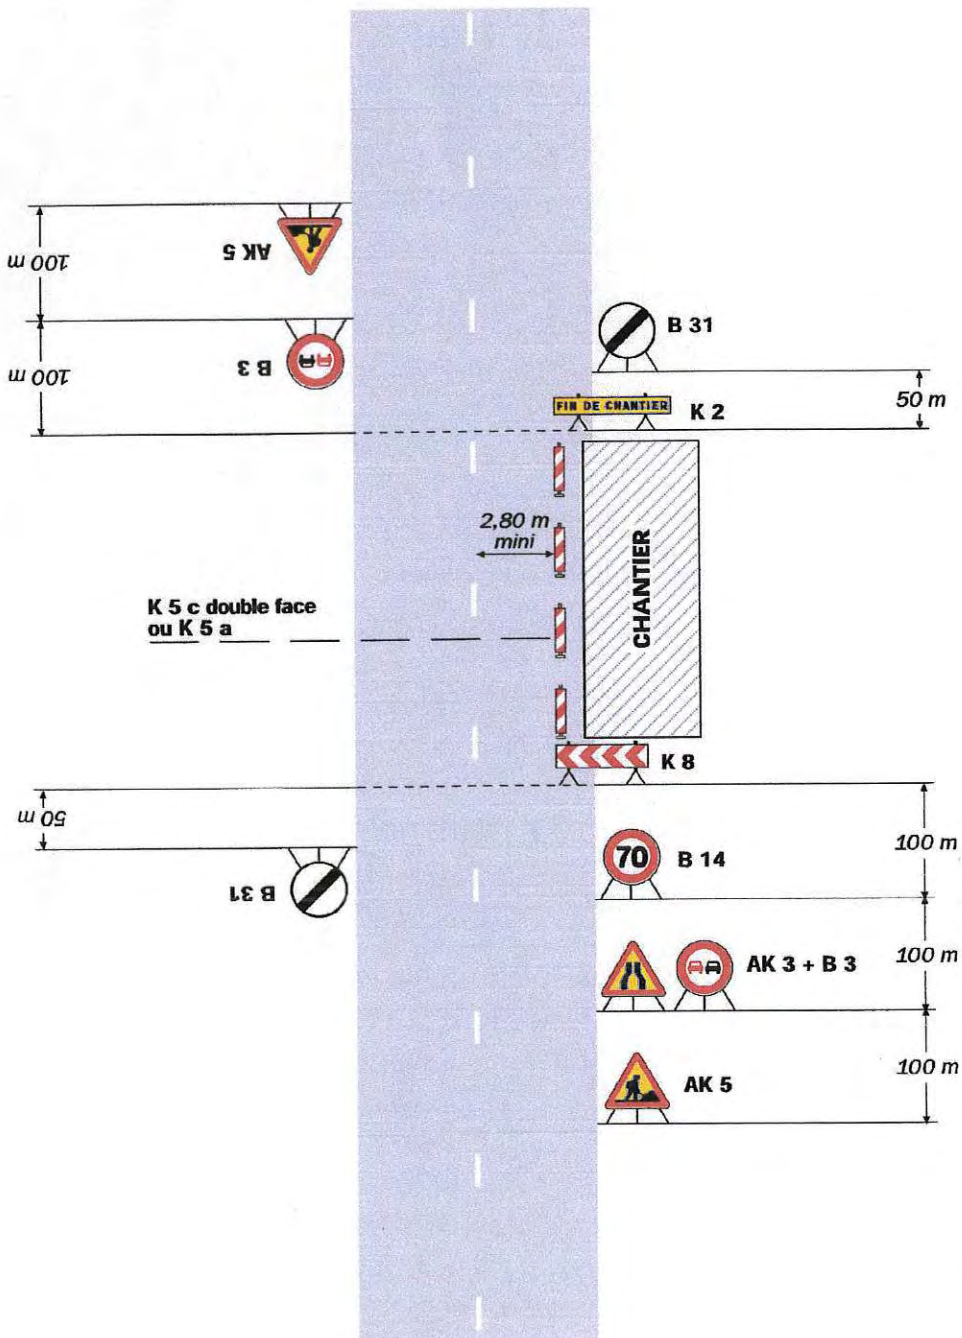 100 m
AK 5
100 m
B 3
B 31
50 m
FIN DE CHANTIER
K 2
2,80 m
mini
CHANTIER
K 5 c double face
ou K 5 a
K 8
50 m
B 31
70
B 14
100 m
AK 3 + B 3
100 m
AK 5
100 m